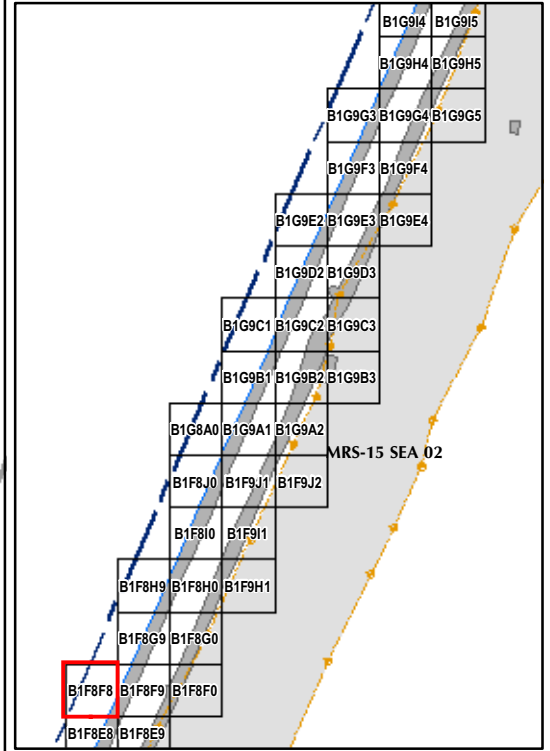 B1G9I4 B1G9I5
B1G9H4 B1G9H5
B1G9G3 B1G9G4 B1G9G5
B1G9F3 B1G9F4
B1G9E2 B1G9E3 B1G9E4
B1G9D2 B1G9D3
B1G9C1 B1G9C2 B1G9C3
B1G9B1 B1G9B2 B1G9B3
B1G8A0 B1G9A1 B1G9A2
MRS-15 SEA 02
B1F8J0 B1F9J1 B1F9J2
B1F8I0 B1F9I1
B1F8H9 B1F8H0 B1F9H1
B1F8G9 B1F8G0
B1F8F8 B1F8F9 B1F8F0
B1F8E8 B1F8E9